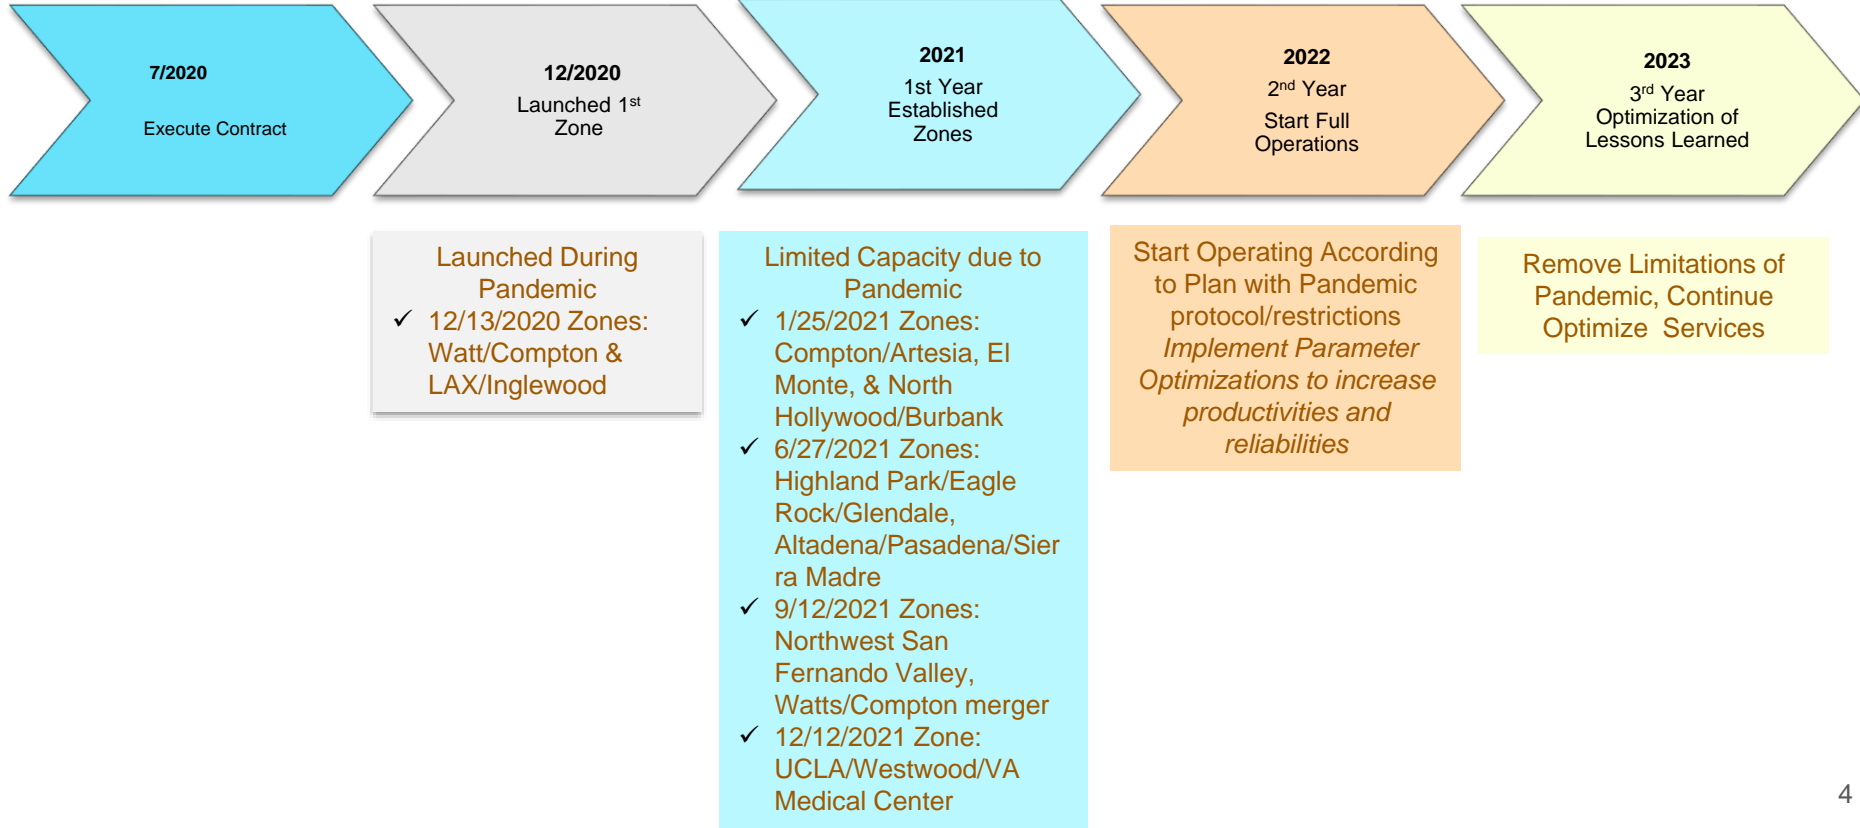 7/2020
Execute Contract
12/2020
Launched 1st
Zone
2021
1st Year
Established
Zones
2022
2nd Year
Start Full
Operations
2023
3rd Year
Optimization of
Lessons Learned
Launched During
Pandemic
✓ 12/13/2020 Zones:
Watt/Compton &
LAX/Inglewood
Limited Capacity due to
Pandemic
✓ 1/25/2021 Zones:
Compton/Artesia, El
Monte, & North
Hollywood/Burbank
✓ 6/27/2021 Zones:
Highland Park/Eagle
Rock/Glendale,
Altadena/Pasadena/Sier
ra Madre
✓ 9/12/2021 Zones:
Northwest San
Fernando Valley,
Watts/Compton merger
✓ 12/12/2021 Zone:
UCLA/Westwood/VA
Medical Center
Start Operating According
to Plan with Pandemic
protocol/restrictions
Implement Parameter
Optimizations to increase
productivities and
reliabilities
Remove Limitations of
Pandemic, Continue
Optimize Services
4